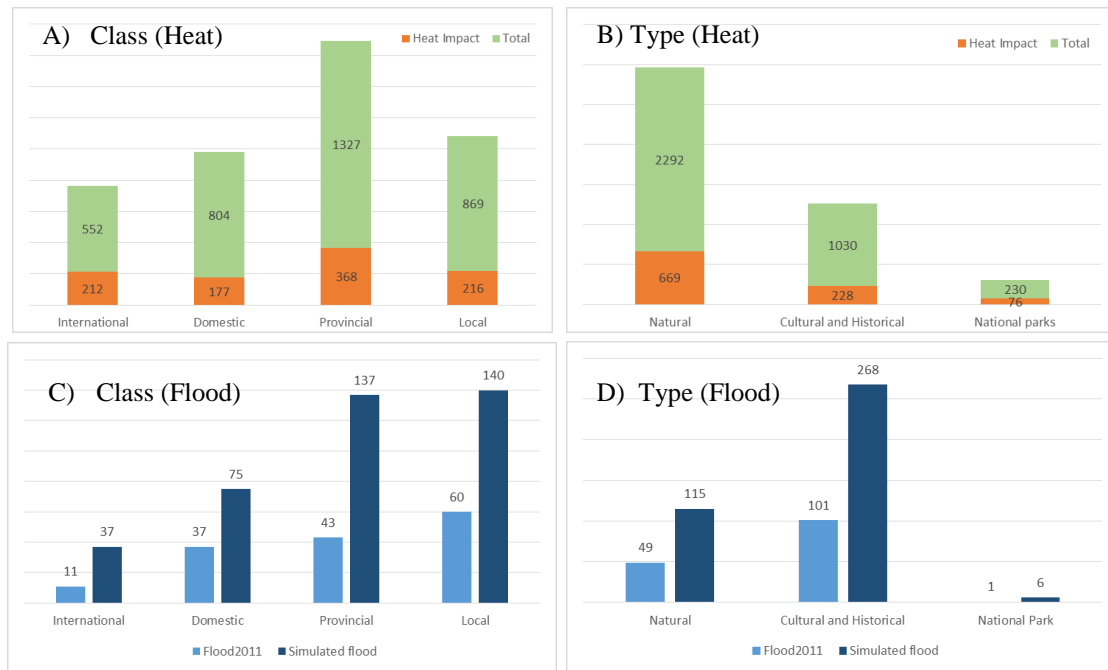 A) Class (Heat)
Heat Impact Total
552 804 1327 869
212 177 368 216
International Domestic Provincial Local
B) Type (Heat)
Heat Impact Total
2292 1030 230
669 228 76
Natural Cultural and Historical National parks
C) Class (Flood)
11 37 37 75 43 137 60 140
International Domestic Provincial Local
Flood2011 Simulated flood
D) Type (Flood)
49 115 101 268 1 6
Natural Cultural and Historical National Park
Flood2011 Simulated flood